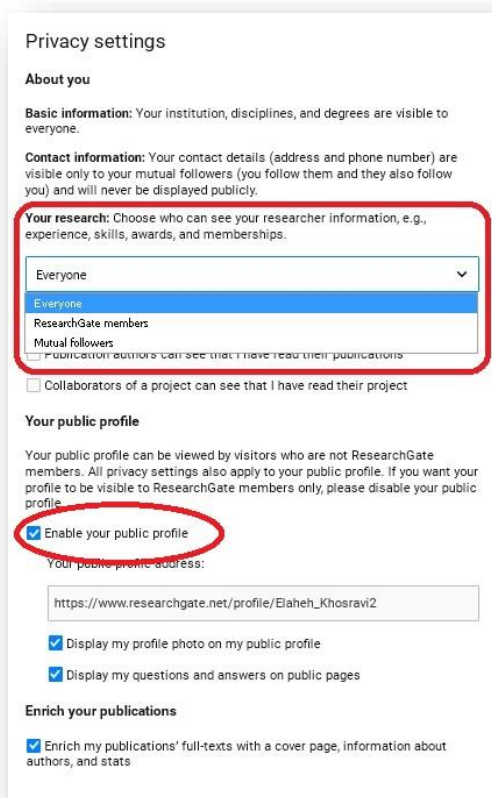 Privacy settings
About you
Basic information: Your institution, disciplines, and degrees are visible to
everyone.
Contact information: Your contact details (address and phone number) are
visible only to your mutual followers (you follow them and they also follow
you) and will never be displayed publicly.
Your research: Choose who can see your researcher information, e.g.,
experience, skills, awards, and memberships.
Everyone
Everyone
ResearchGate members
Mutual followers
Publication authors can see that I have read their publications
Collaborators of a project can see that I have read their project
Your public profile
Your public profile can be viewed by visitors who are not ResearchGate
members. All privacy settings also apply to your public profile. If you want your
profile to be visible to ResearchGate members only, please disable your public
profile.
Enable your public profile
Your public profile address:
https://www.researchgate.net/profile/Elaheh_Khosravi2
Display my profile photo on my public profile
Display my questions and answers on public pages
Enrich your publications
Enrich my publications' full-texts with a cover page, information about
authors, and stats